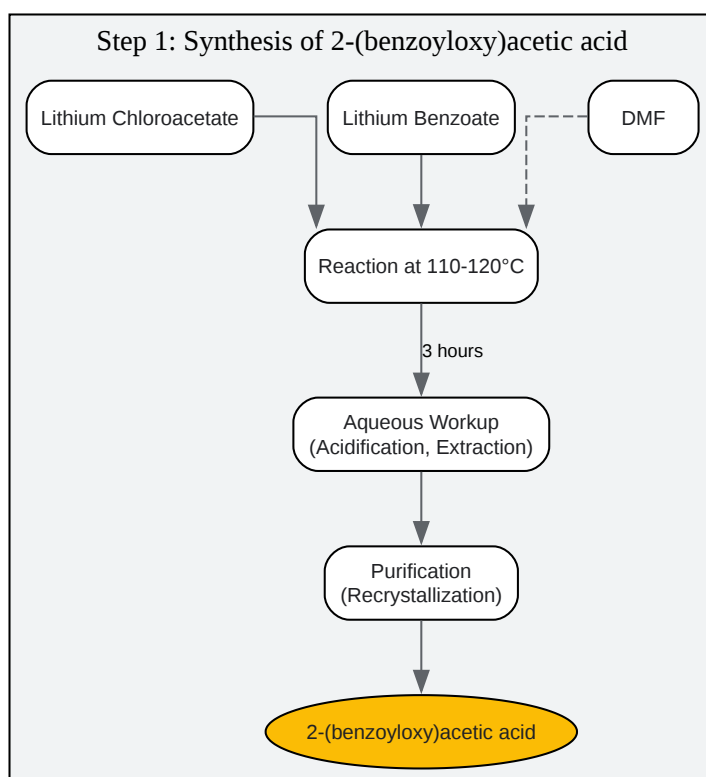 Step 1: Synthesis of 2-(benzoyloxy)acetic acid
Lithium Chloroacetate
Lithium Benzoate
DMF
Reaction at 110-120°C
3 hours
Aqueous Workup
(Acidification, Extraction)
Purification
(Recrystallization)
2-(benzoyloxy)acetic acid